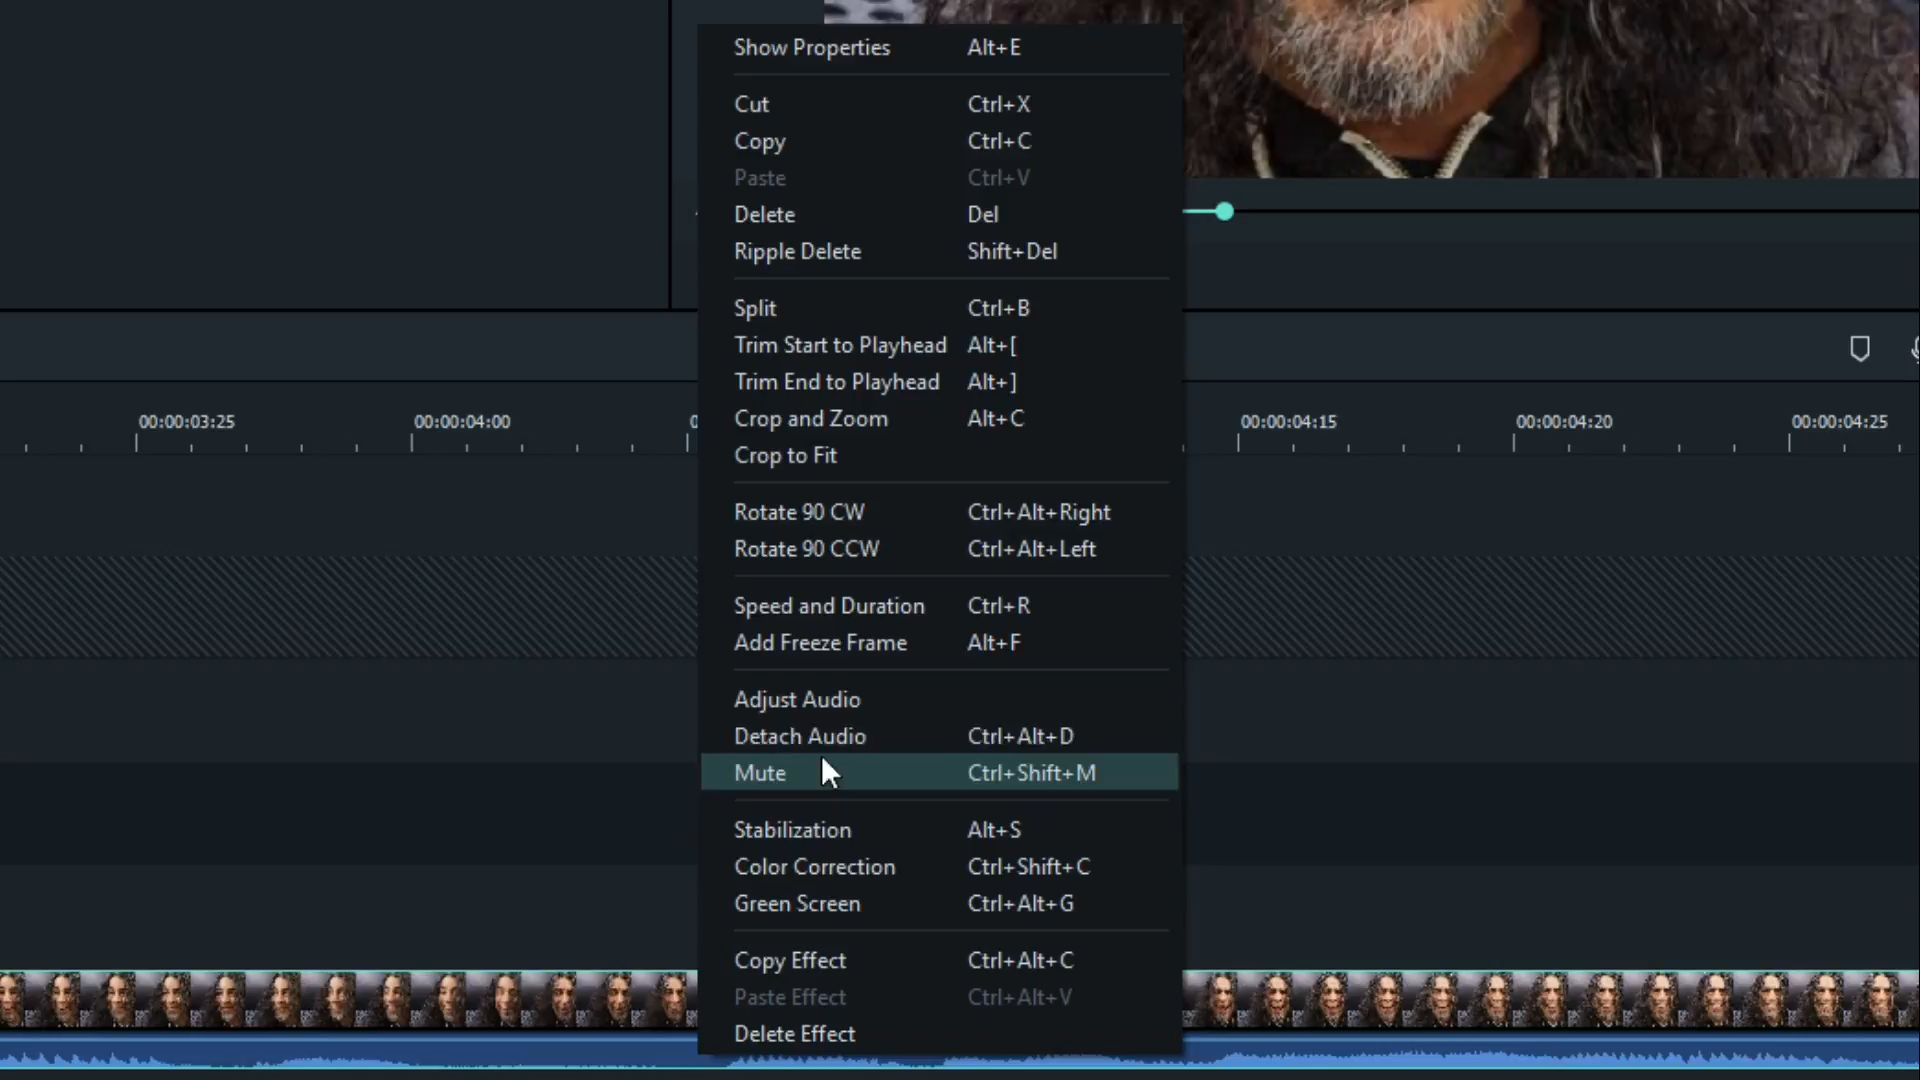 Show Properties Alt+E
Cut Ctrl+X
Copy Ctrl+C
Paste Ctrl+V
Delete Del
Ripple Delete Shift+Del
Split Ctrl+B
Trim Start to Playhead Alt+[
Trim End to Playhead Alt+]
Crop and Zoom Alt+C
Crop to Fit
00:00:03:25 00:00:04:00 00:00:04:15 00:00:04:20 00:00:04:25
Rotate 90 CW Ctrl+Alt+Right
Rotate 90 CCW Ctrl+Alt+Left
Speed and Duration Ctrl+R
Add Freeze Frame Alt+F
Adjust Audio
Detach Audio Ctrl+Alt+D
Mute Ctrl+Shift+M
Stabilization Alt+S
Color Correction Ctrl+Shift+C
Green Screen Ctrl+Alt+G
Copy Effect Ctrl+Alt+C
Paste Effect Ctrl+Alt+V
Delete Effect